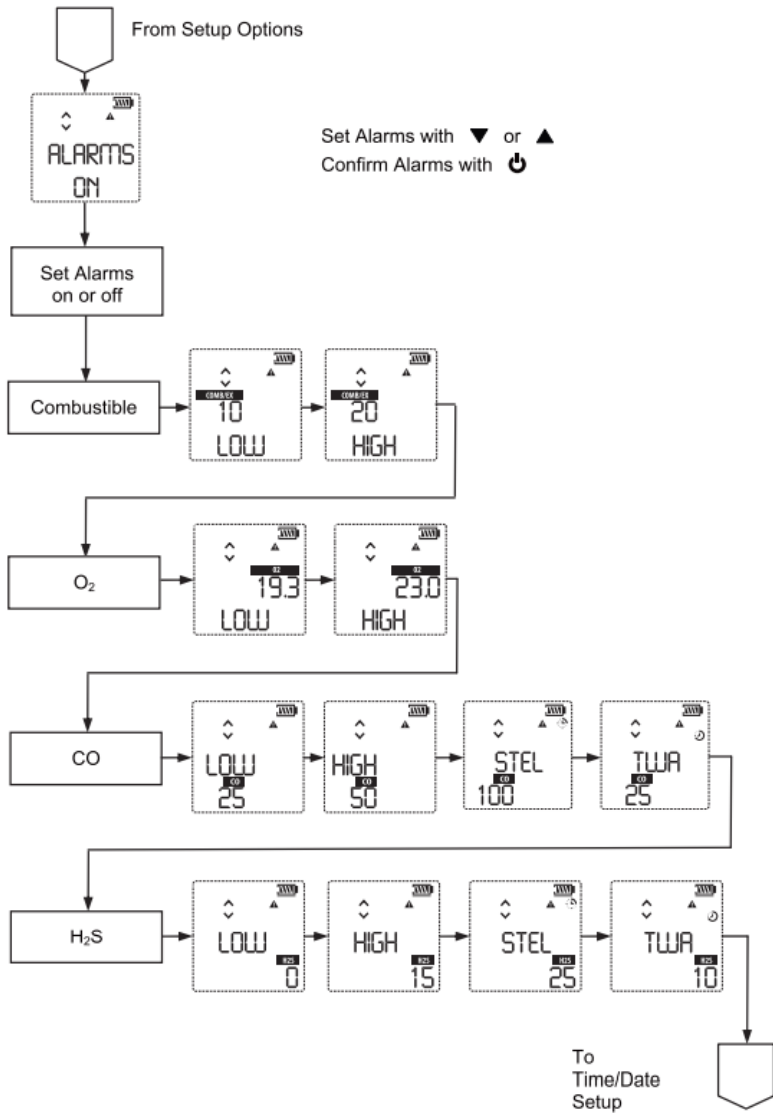 From Setup Options
ALARMS
ON
Set Alarms with ▼ or ▲
Confirm Alarms with ⏻
Set Alarms
on or off
Combustible
COMB/EX
10
LOW
COMB/EX
20
HIGH
O₂
O2
19.3
LOW
O2
23.0
HIGH
CO
LOW
CO
25
HIGH
CO
50
STEL
CO
100
TWA
CO
25
H₂S
LOW
H2S
0
HIGH
H2S
15
STEL
H2S
25
TWA
H2S
10
To
Time/Date
Setup